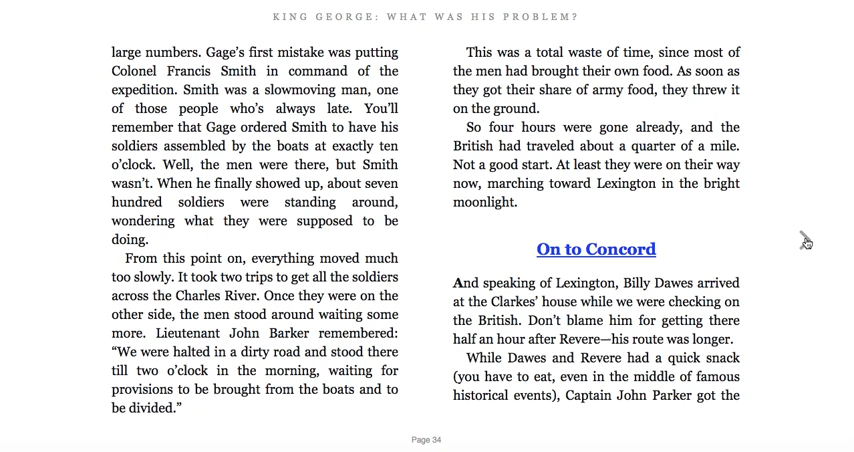 KING GEORGE: WHAT WAS HIS PROBLEM?
large numbers. Gage's first mistake was putting
Colonel Francis Smith in command of the
expedition. Smith was a slowmoving man, one
of those people who's always late. You'll
remember that Gage ordered Smith to have his
soldiers assembled by the boats at exactly ten
o'clock. Well, the men were there, but Smith
wasn't. When he finally showed up, about seven
hundred soldiers were standing around,
wondering what they were supposed to be
doing.
From this point on, everything moved much
too slowly. It took two trips to get all the soldiers
across the Charles River. Once they were on the
other side, the men stood around waiting some
more. Lieutenant John Barker remembered:
“We were halted in a dirty road and stood there
till two o'clock in the morning, waiting for
provisions to be brought from the boats and to
be divided.”
This was a total waste of time, since most of
the men had brought their own food. As soon as
they got their share of army food, they threw it
on the ground.
So four hours were gone already, and the
British had traveled about a quarter of a mile.
Not a good start. At least they were on their way
now, marching toward Lexington in the bright
moonlight.
On to Concord
And speaking of Lexington, Billy Dawes arrived
at the Clarkes' house while we were checking on
the British. Don't blame him for getting there
half an hour after Revere—his route was longer.
While Dawes and Revere had a quick snack
(you have to eat, even in the middle of famous
historical events), Captain John Parker got the
Page 34